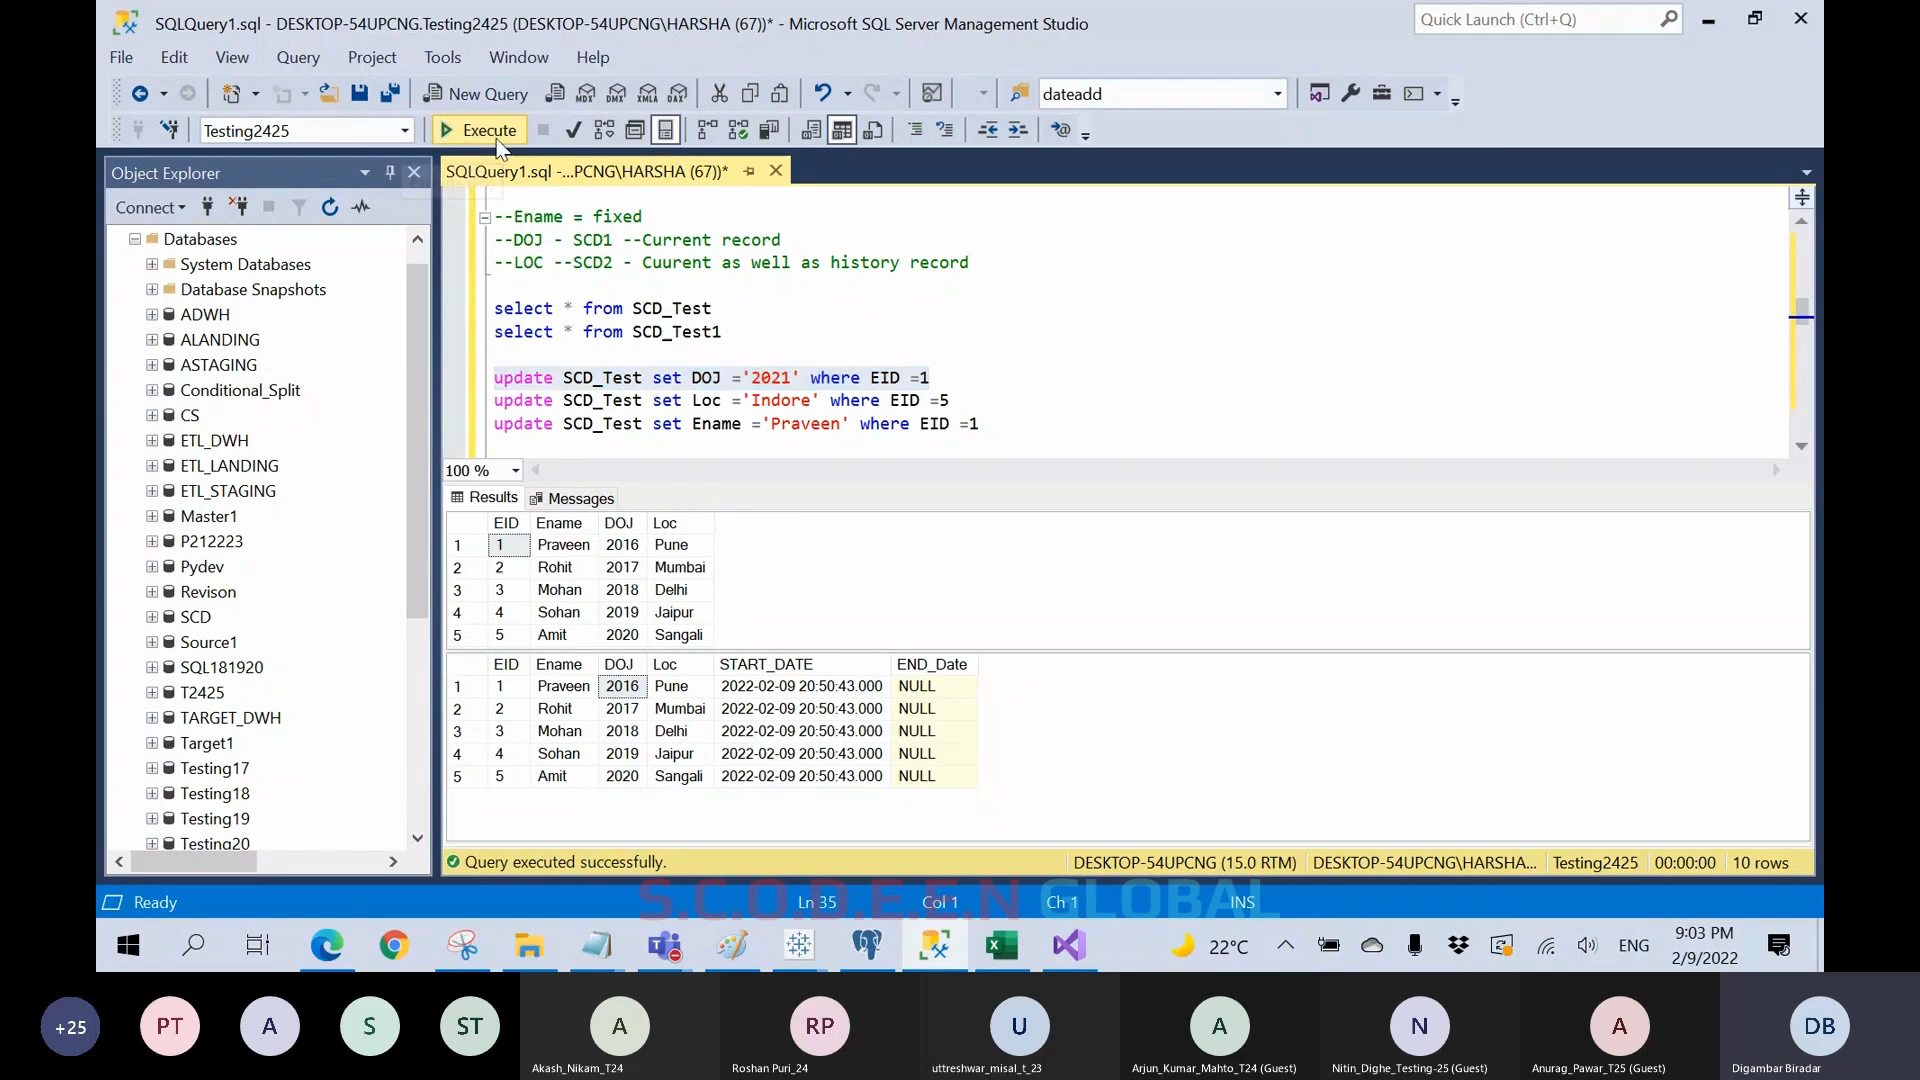 SQLQuery1.sql - DESKTOP-54UPCNG.Testing2425 (DESKTOP-54UPCNG\HARSHA (67))* - Microsoft SQL Server Management Studio
Quick Launch (Ctrl+Q)
File Edit View Query Project Tools Window Help
New Query
MDX DMX XMLA DAX
dateadd
Testing2425
Execute
Object Explorer
SQLQuery1.sql -...PCNG\HARSHA (67))*
Connect
Databases
System Databases
Database Snapshots
ADWH
ALANDING
ASTAGING
Conditional_Split
CS
ETL_DWH
ETL_LANDING
ETL_STAGING
Master1
P212223
Pydev
Revison
SCD
Source1
SQL181920
T2425
TARGET_DWH
Target1
Testing17
Testing18
Testing19
Testing20
--Ename = fixed
--DOJ - SCD1 --Current record
--LOC --SCD2 - Cuurent as well as history record
select * from SCD_Test
select * from SCD_Test1
update SCD_Test set DOJ ='2021' where EID =1
update SCD_Test set Loc ='Indore' where EID =5
update SCD_Test set Ename ='Praveen' where EID =1
100 %
Results Messages
EID Ename DOJ Loc
1 1 Praveen 2016 Pune
2 2 Rohit 2017 Mumbai
3 3 Mohan 2018 Delhi
4 4 Sohan 2019 Jaipur
5 5 Amit 2020 Sangali
EID Ename DOJ Loc START_DATE END_Date
1 1 Praveen 2016 Pune 2022-02-09 20:50:43.000 NULL
2 2 Rohit 2017 Mumbai 2022-02-09 20:50:43.000 NULL
3 3 Mohan 2018 Delhi 2022-02-09 20:50:43.000 NULL
4 4 Sohan 2019 Jaipur 2022-02-09 20:50:43.000 NULL
5 5 Amit 2020 Sangali 2022-02-09 20:50:43.000 NULL
Query executed successfully.
DESKTOP-54UPCNG (15.0 RTM) DESKTOP-54UPCNG\HARSHA... Testing2425 00:00:00 10 rows
S.C.O.D.E.E.N GLOBAL
Ready Ln 35 Col 1 Ch 1 INS
22°C
ENG
9:03 PM
2/9/2022
+25 PT A S ST A RP U A N A DB
Akash_Nikam_T24 Roshan Puri_24 uttreshwar_misal_t_23 Arjun_Kumar_Mahto_T24 (Guest) Nitin_Dighe_Testing-25 (Guest) Anurag_Pawar_T25 (Guest) Digambar Biradar